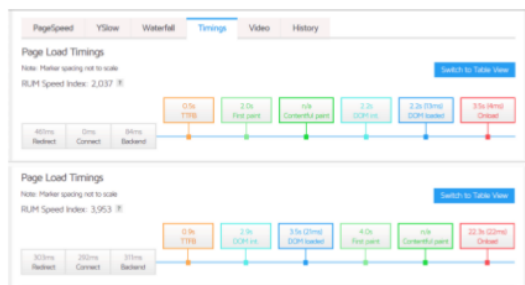 PageSpeed YSlow Waterfall Timings Video History
Page Load Timings
Note: Marker spacing not to scale
Switch to Table View
RUM Speed Index: 2,037
0.5s 2.0s n/a 2.2s 2.2s (11ms) 3.5s (4ms)
TTFB First paint Contentful paint DOM int. DOM loaded Onload
0ms 84ms
Redirect Connect Backend
Page Load Timings
Note: Marker spacing not to scale
Switch to Table View
RUM Speed Index: 3,953
0.9s 2.9s 3.5s (21ms) 4.0s n/a 22.3s (22ms)
TTFB DOM int. DOM loaded First paint Contentful paint Onload
303ms 282ms 311ms
Redirect Connect Backend